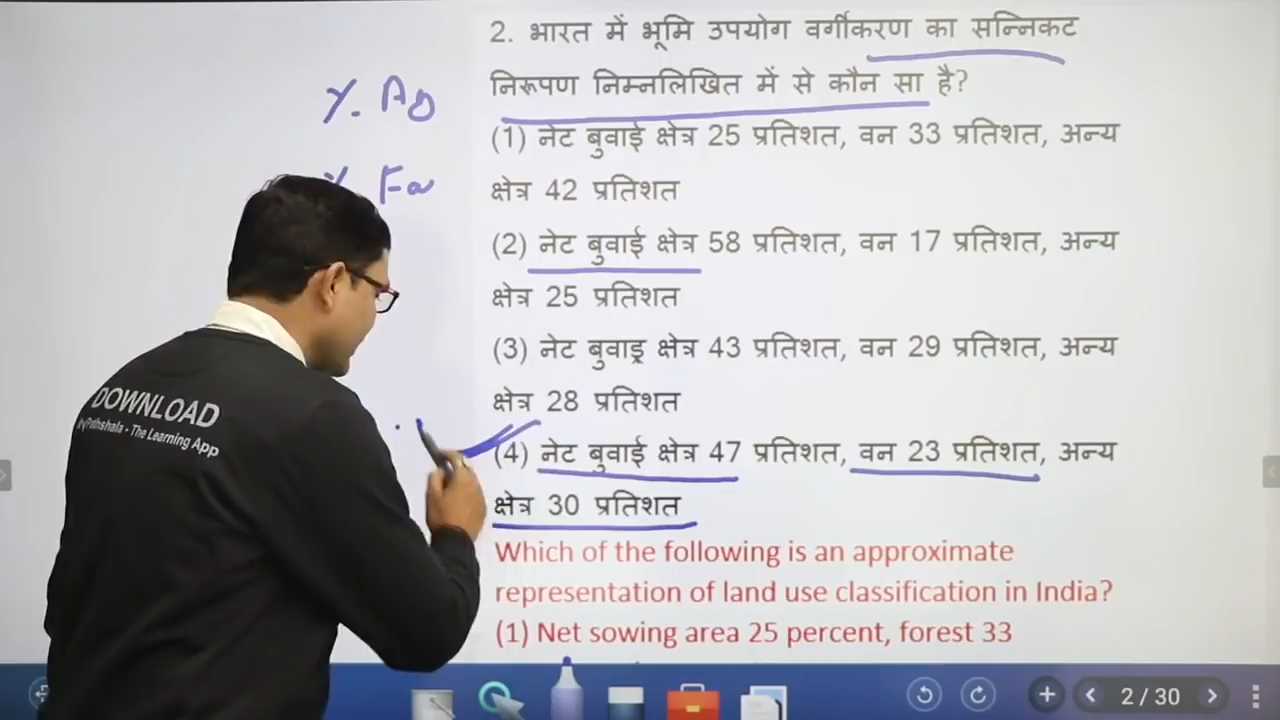 2. भारत में भूमि उपयोग वर्गीकरण का सन्निकट
निरूपण निम्नलिखित में से कौन सा है?
(1) नेट बुवाई क्षेत्र 25 प्रतिशत, वन 33 प्रतिशत, अन्य
क्षेत्र 42 प्रतिशत
(2) नेट बुवाई क्षेत्र 58 प्रतिशत, वन 17 प्रतिशत, अन्य
क्षेत्र 25 प्रतिशत
(3) नेट बुवाइ्र क्षेत्र 43 प्रतिशत, वन 29 प्रतिशत, अन्य
क्षेत्र 28 प्रतिशत
(4) नेट बुवाई क्षेत्र 47 प्रतिशत, वन 23 प्रतिशत, अन्य
क्षेत्र 30 प्रतिशत
Which of the following is an approximate
representation of land use classification in India?
(1) Net sowing area 25 percent, forest 33
DOWNLOAD
Pathshala - The Learning App
2 / 30